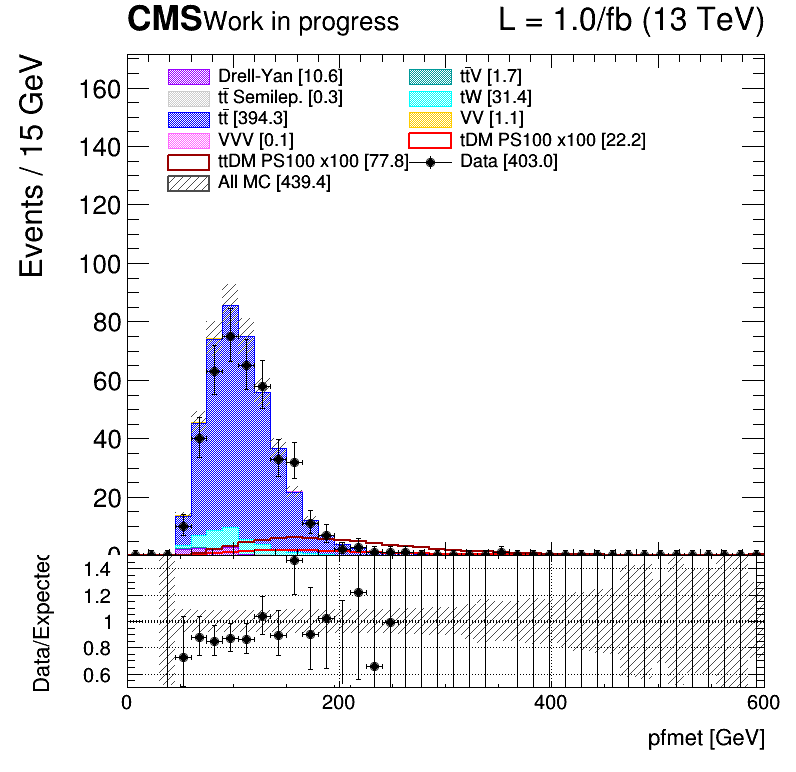 CMS Work in progress L = 1.0/fb (13 TeV)
Events / 15 GeV
Drell-Yan [10.6] tt̄V [1.7]
tt̄ Semilep. [0.3] tW [31.4]
tt̄ [394.3] VV [1.1]
VVV [0.1] tDM PS100 x100 [22.2]
ttDM PS100 x100 [77.8] Data [403.0]
All MC [439.4]
160
140
120
100
80
60
40
20
0
Data/Expected
1.4
1.2
1
0.8
0.6
0 200 400 600
pfmet [GeV]